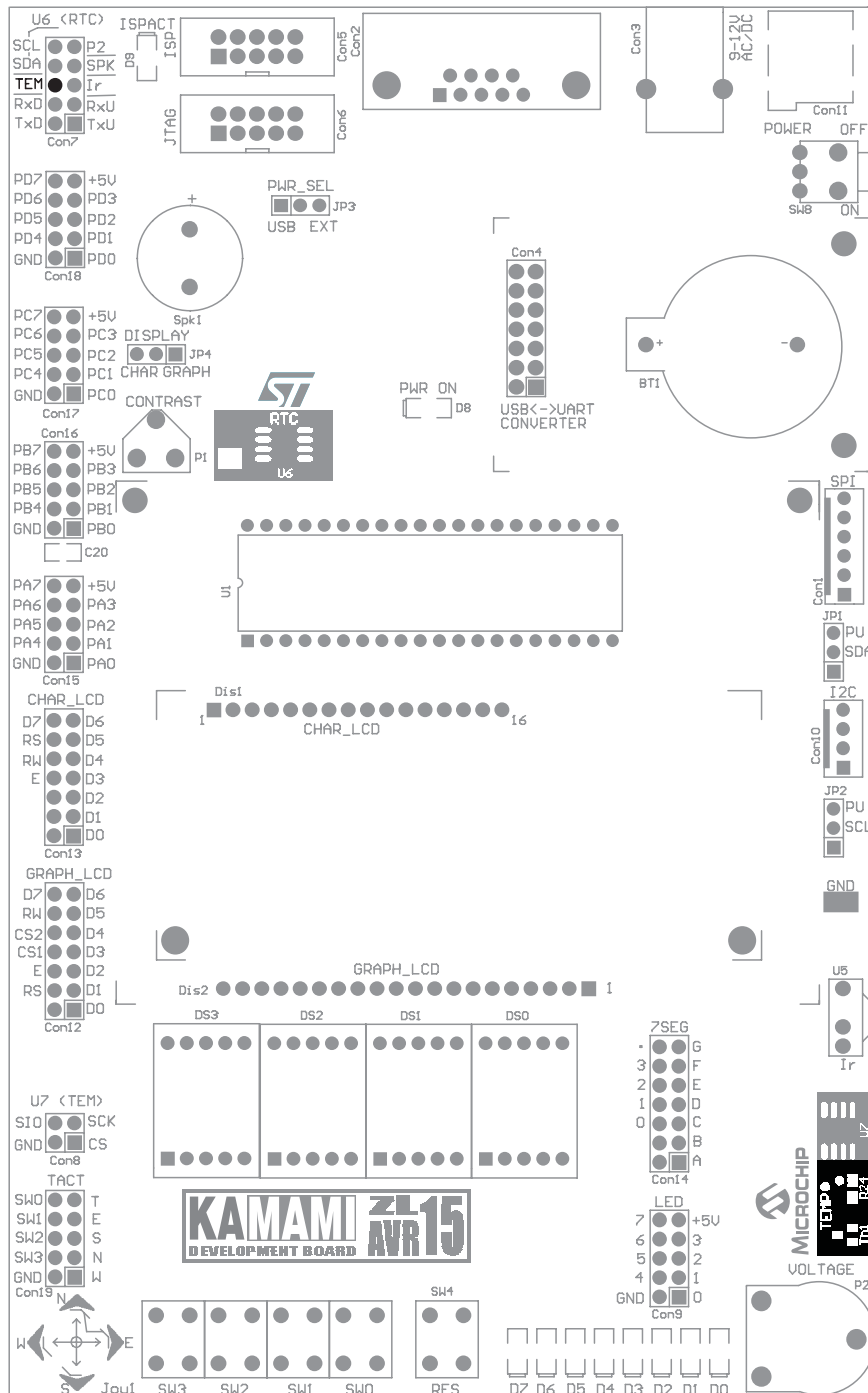 U6 (RTC)
SCL P2
SDA SPK
TEM Ir
RxD RxU
TxD TxU
Con7
ISPACT
D9
ISP
Con5
JTAG
Con6
Con2
Con3
9-12V
AC/DC
Con11
POWER OFF
SW8 ON
PD7 +5V
PD6 PD3
PD5 PD2
PD4 PD1
GND PD0
Con18
+
Spk1
PWR_SEL
JP3
USB EXT
Con4
USB<->UART
CONVERTER
BT1
+ -
PC7 +5V
PC6 PC3
PC5 PC2
PC4 PC1
GND PC0
Con17
DISPLAY
JP4
CHAR GRAPH
CONTRAST
P1
ST
RTC
U6
PWR ON
D8
Con16
PB7 +5V
PB6 PB3
PB5 PB2
PB4 PB1
GND PB0
C20
SPI
Con1
U1
PA7 +5V
PA6 PA3
PA5 PA2
PA4 PA1
GND PA0
Con15
JP1
PU
SDA
I2C
Con10
JP2
PU
SCL
GND
CHAR_LCD
D7 D6
RS D5
RW D4
E D3
D2
D1
D0
Con13
Dis1
1 16
CHAR_LCD
GRAPH_LCD
D7 D6
RW D5
CS2 D4
CS1 D3
E D2
RS D1
D0
Con12
GRAPH_LCD
Dis2 1
DS3 DS2 DS1 DS0
7SEG
. G
3 F
2 E
1 D
0 C
B
A
Con14
U5
Ir
U7 (TEM)
SIO SCK
GND CS
Con8
TACT
SW0 T
SW1 E
SW2 S
SW3 N
GND W
Con19
N
W E
S Joy1
KAMAMI
DEVELOPMENT BOARD
ZL
AVR
15
LED
7 +5V
6 3
5 2
4 1
GND 0
Con9
MICROCHIP
U7
TEMP
R24
TD1
VOLTAGE
P2
SW4
SW3 SW2 SW1 SW0 RES
D7 D6 D5 D4 D3 D2 D1 D0